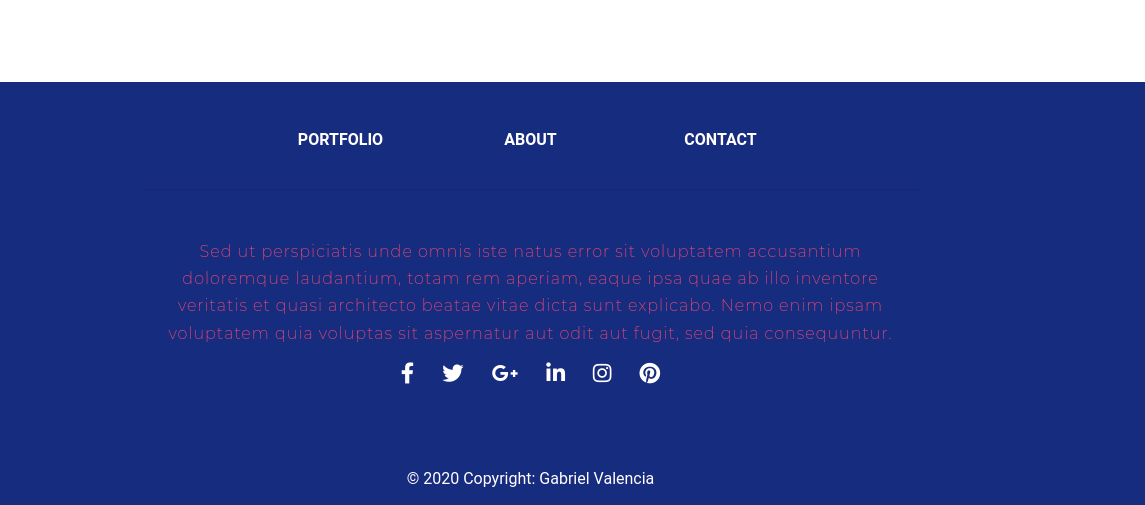 PORTFOLIO ABOUT CONTACT
Sed ut perspiciatis unde omnis iste natus error sit voluptatem accusantium
doloremque laudantium, totam rem aperiam, eaque ipsa quae ab illo inventore
veritatis et quasi architecto beatae vitae dicta sunt explicabo. Nemo enim ipsam
voluptatem quia voluptas sit aspernatur aut odit aut fugit, sed quia consequuntur.
© 2020 Copyright: Gabriel Valencia